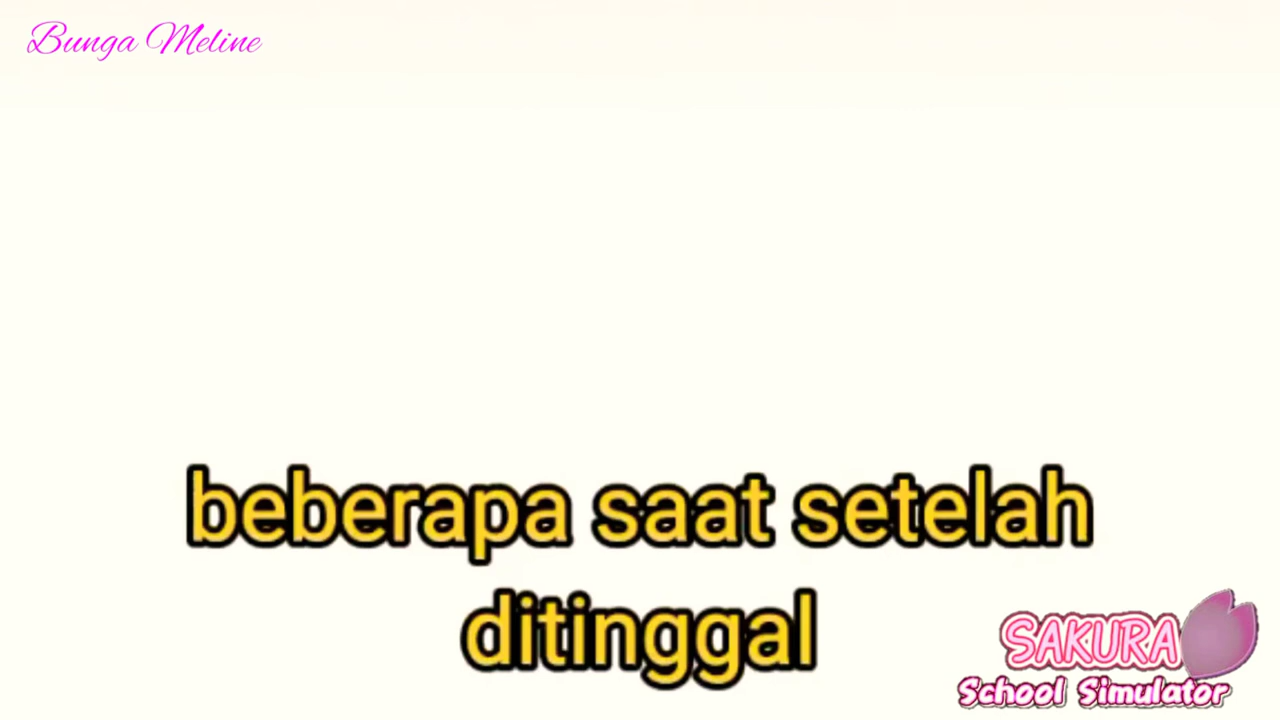 Bunga Meline
beberapa saat setelah
ditinggal
SAKURA
School Simulator